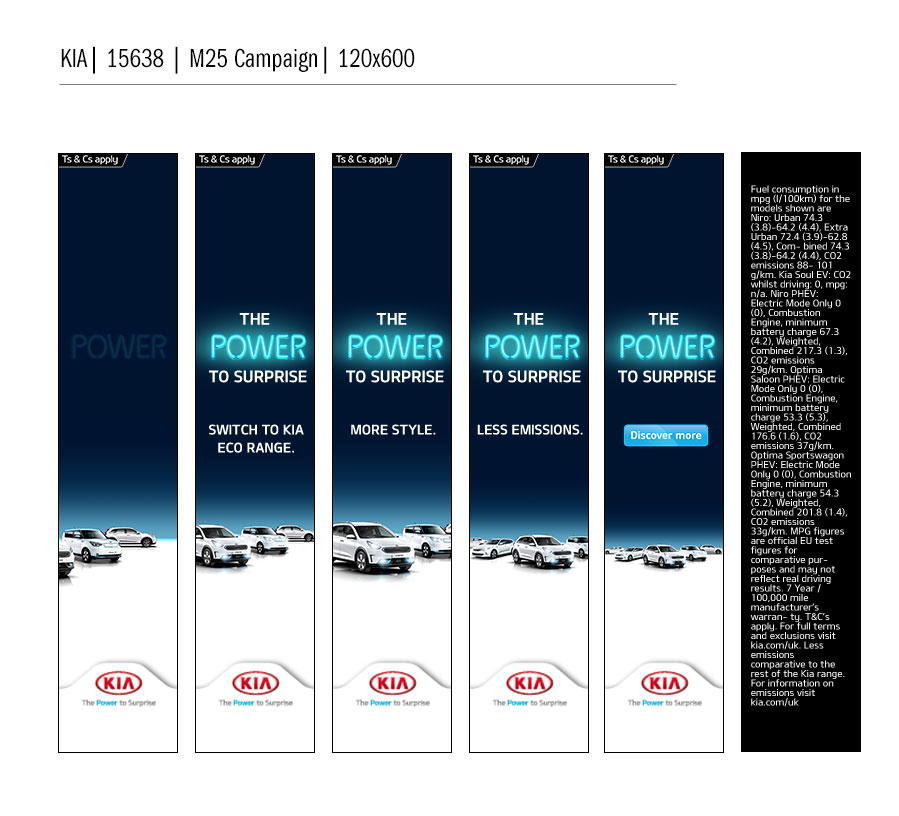 KIA| 15638 | M25 Campaign| 120x600
Ts & Cs apply
POWER
KIA
The Power to Surprise
Ts & Cs apply
THE
POWER
TO SURPRISE
SWITCH TO KIA
ECO RANGE.
KIA
The Power to Surprise
Ts & Cs apply
THE
POWER
TO SURPRISE
MORE STYLE.
KIA
The Power to Surprise
Ts & Cs apply
THE
POWER
TO SURPRISE
LESS EMISSIONS.
KIA
The Power to Surprise
Ts & Cs apply
THE
POWER
TO SURPRISE
Discover more
KIA
The Power to Surprise
Fuel consumption in
mpg (l/100km) for the
models shown are
Niro: Urban 74.3
(3.8)-64.2 (4.4), Extra
Urban 72.4 (3.9)-62.8
(4.5), Com- bined 74.3
(3.8)-64.2 (4.4), CO2
emissions 88- 101
g/km. Kia Soul EV: CO2
whilst driving: 0, mpg:
n/a. Niro PHEV:
Electric Mode Only 0
(0), Combustion
Engine, minimum
battery charge 67.3
(4.2), Weighted,
Combined 217.3 (1.3),
CO2 emissions
29g/km. Optima
Saloon PHEV: Electric
Mode Only 0 (0),
Combustion Engine,
minimum battery
charge 53.3 (5.3),
Weighted, Combined
176.6 (1.6), CO2
emissions 37g/km.
Optima Sportswagon
PHEV: Electric Mode
Only 0 (0), Combustion
Engine, minimum
battery charge 54.3
(5.2), Weighted,
Combined 201.8 (1.4),
CO2 emissions
33g/km. MPG figures
are official EU test
figures for
comparative pur-
poses and may not
reflect real driving
results. 7 Year /
100,000 mile
manufacturer's
warran- ty. T&C's
apply. For full terms
and exclusions visit
kia.com/uk. Less
emissions
comparative to the
rest of the Kia range.
For information on
emissions visit
kia.com/uk